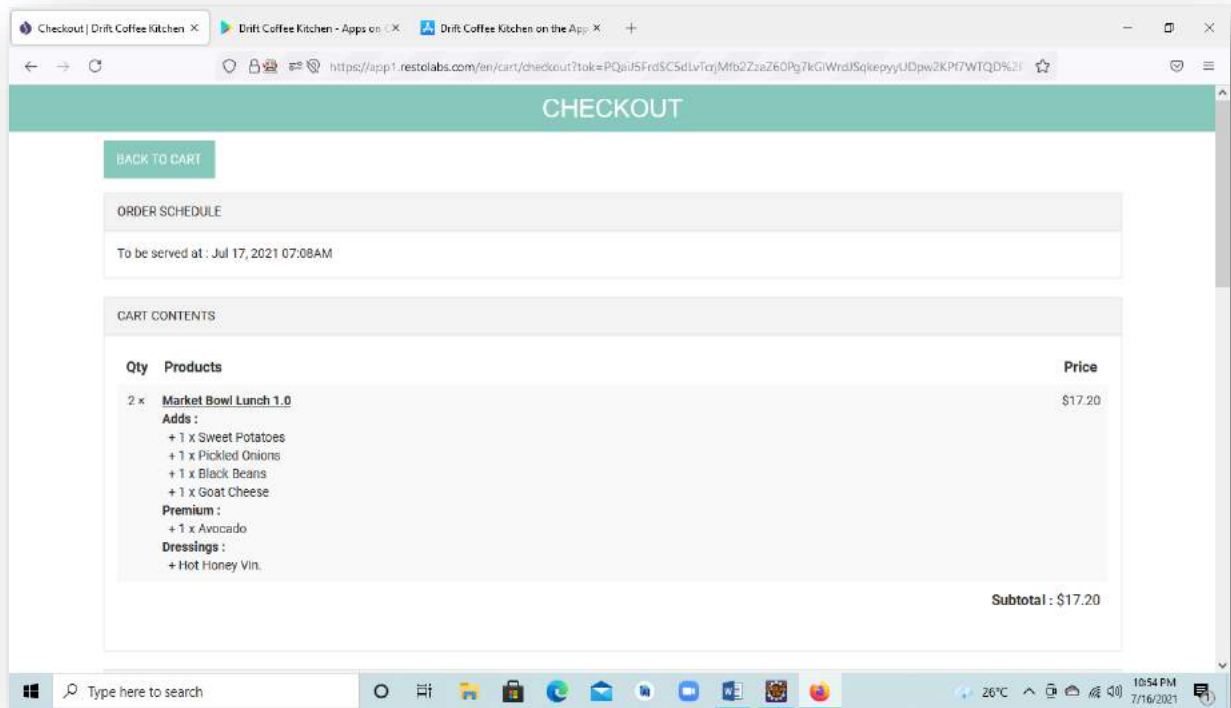 Checkout | Drift Coffee Kitchen
Drift Coffee Kitchen - Apps on
Drift Coffee Kitchen on the App
CHECKOUT
BACK TO CART
ORDER SCHEDULE
To be served at : Jul 17, 2021 07:08AM
CART CONTENTS
Qty Products Price
2 × Market Bowl Lunch 1.0 $17.20
Adds :
+ 1 x Sweet Potatoes
+ 1 x Pickled Onions
+ 1 x Black Beans
+ 1 x Goat Cheese
Premium :
+ 1 x Avocado
Dressings :
+ Hot Honey Vin.
Subtotal : $17.20
Type here to search
26°C
10:54 PM
7/16/2021